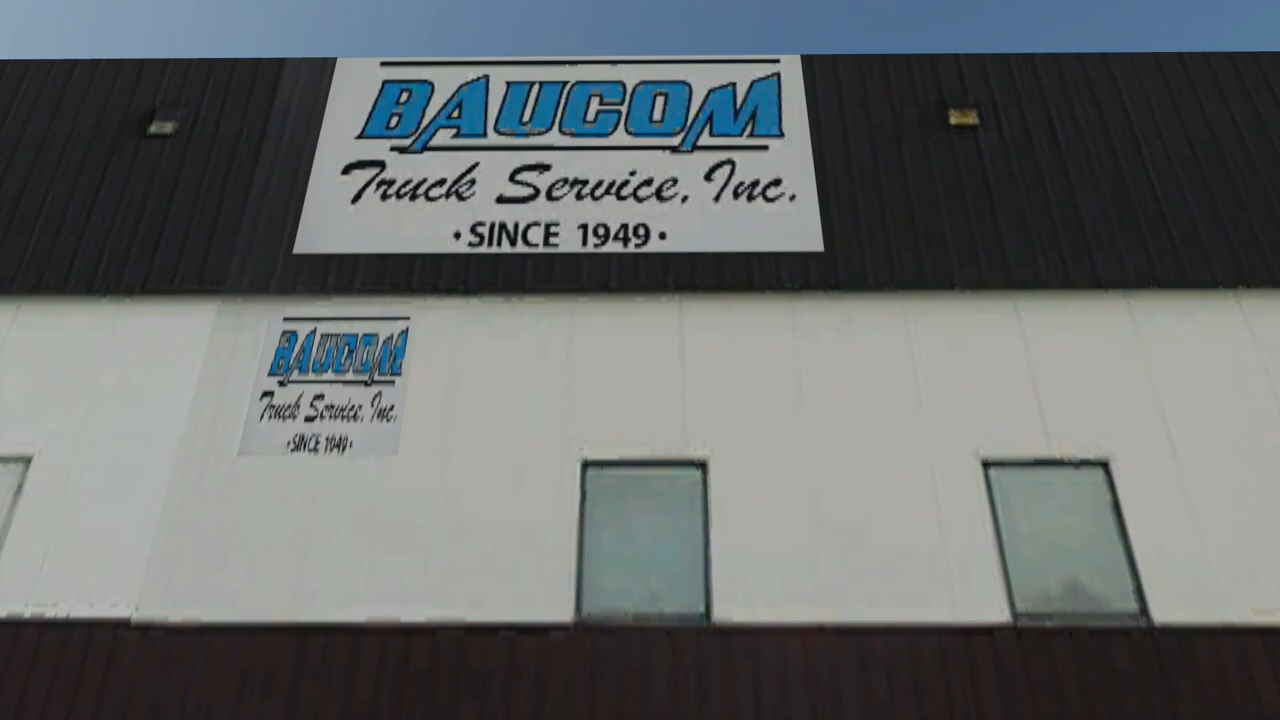 BAUCOM
Truck Service, Inc.
• SINCE 1949 •
BAUCOM
Truck Service, Inc.
• SINCE 1949 •